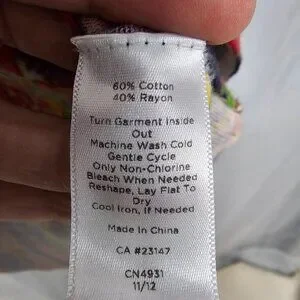 60% Cotton
40% Rayon
Turn Garment Inside
Out
Machine Wash Cold
Gentle Cycle
Only Non-Chlorine
Bleach When Needed
Reshape, Lay Flat To
Dry
Cool Iron, If Needed
Made In China
CA #23147
CN4931
11/12